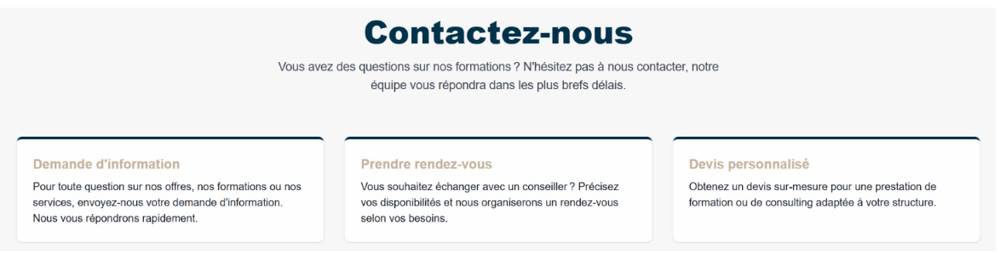 Contactez-nous
Vous avez des questions sur nos formations ? N'hésitez pas à nous contacter, notre
équipe vous répondra dans les plus brefs délais.
Demande d'information
Pour toute question sur nos offres, nos formations ou nos
services, envoyez-nous votre demande d'information.
Nous vous répondrons rapidement.
Prendre rendez-vous
Vous souhaitez échanger avec un conseiller ? Précisez
vos disponibilités et nous organiserons un rendez-vous
selon vos besoins.
Devis personnalisé
Obtenez un devis sur-mesure pour une prestation de
formation ou de consulting adaptée à votre structure.